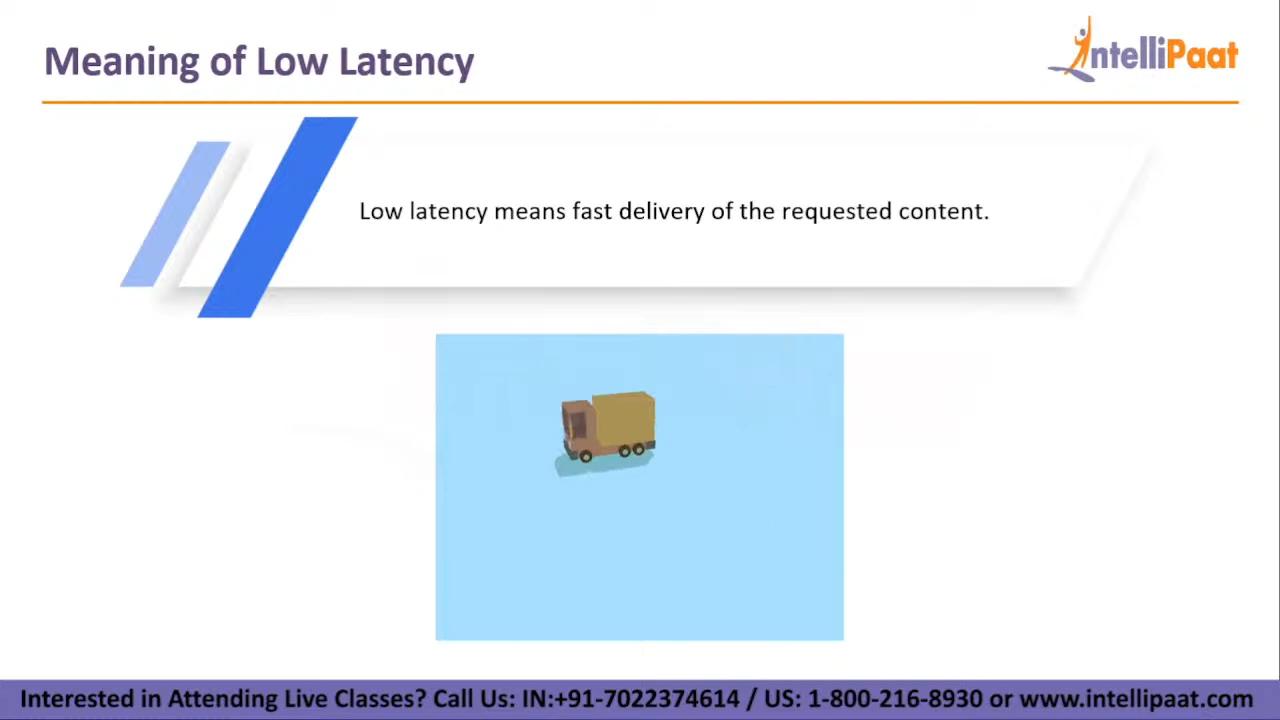 Meaning of Low Latency
IntelliPaat
Low latency means fast delivery of the requested content.
Interested in Attending Live Classes? Call Us: IN:+91-7022374614 / US: 1-800-216-8930 or www.intellipaat.com